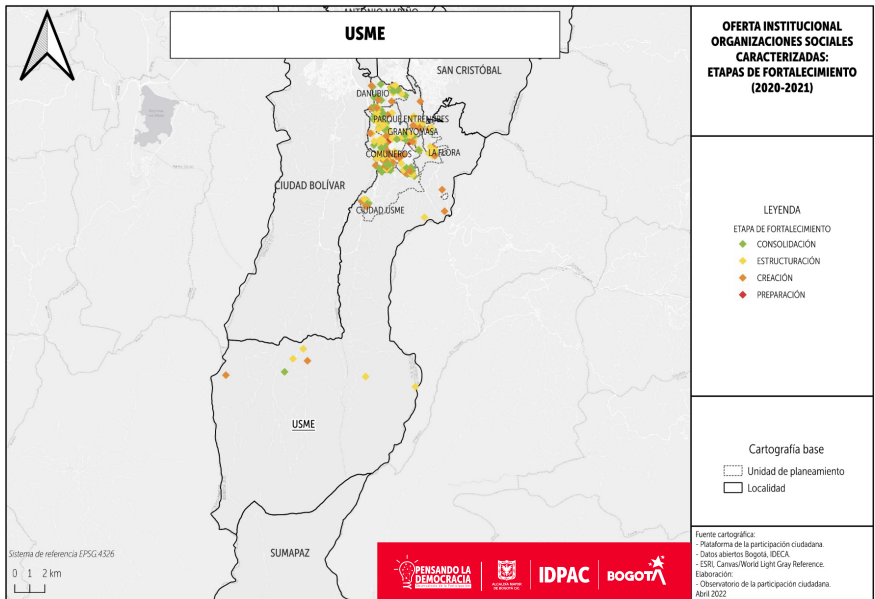 ANTONIO NARIÑO
USME
SAN CRISTÓBAL
DANUBIO
PARQUE ENTRENUBES
GRAN YOMASA
COMUNEROS
LA FLORA
CIUDAD BOLÍVAR
CIUDAD USME
USME
SUMAPAZ
Sistema de referencia EPSG:4326
0 1 2 km
PENSANDO LA
DEMOCRACIA
ALCALDÍA MAYOR
DE BOGOTÁ D.C.
IDPAC
BOGOTÁ
OFERTA INSTITUCIONAL
ORGANIZACIONES SOCIALES
CARACTERIZADAS:
ETAPAS DE FORTALECIMIENTO
(2020-2021)
LEYENDA
ETAPA DE FORTALECIMIENTO
CONSOLIDACIÓN
ESTRUCTURACIÓN
CREACIÓN
PREPARACIÓN
Cartografía base
Unidad de planeamiento
Localidad
Fuente cartográfica:
- Plataforma de la participación ciudadana.
- Datos abiertos Bogotá, IDECA.
- ESRI, Canvas/World Light Gray Reference.
Elaboración:
- Observatorio de la participación ciudadana.
Abril 2022